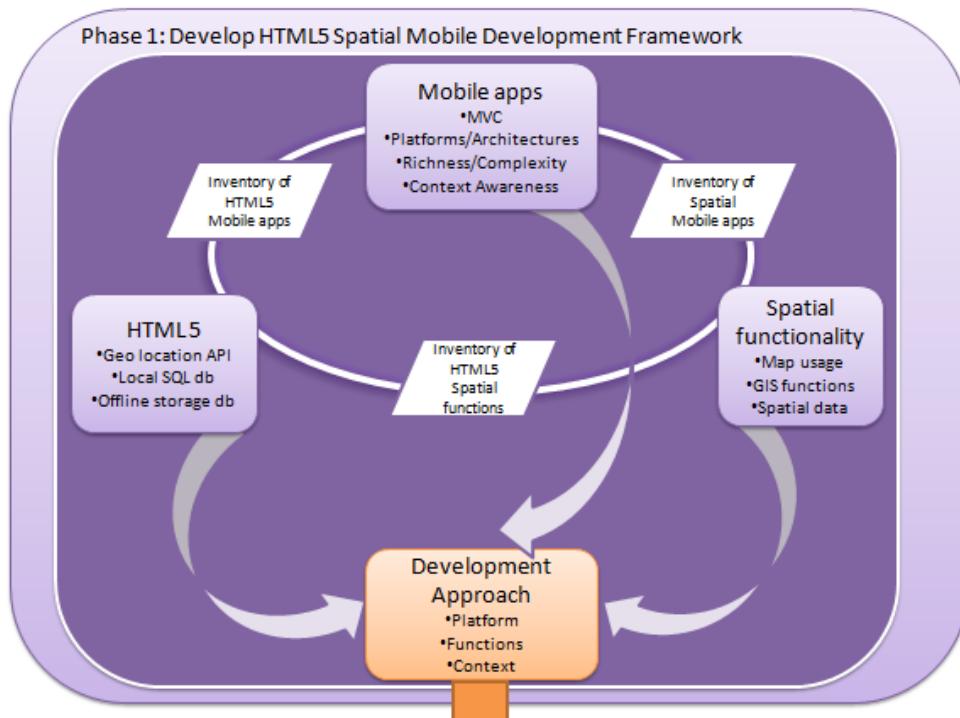 Phase 1: Develop HTML5 Spatial Mobile Development Framework
Mobile apps
•MVC
•Platforms/Architectures
•Richness/Complexity
•Context Awareness
Inventory of
HTML5
Mobile apps
Inventory of
Spatial
Mobile apps
HTML5
•Geo location API
•Local SQL db
•Offline storage db
Inventory of
HTML5
Spatial
functions
Spatial
functionality
•Map usage
•GIS functions
•Spatial data
Development
Approach
•Platform
•Functions
•Context